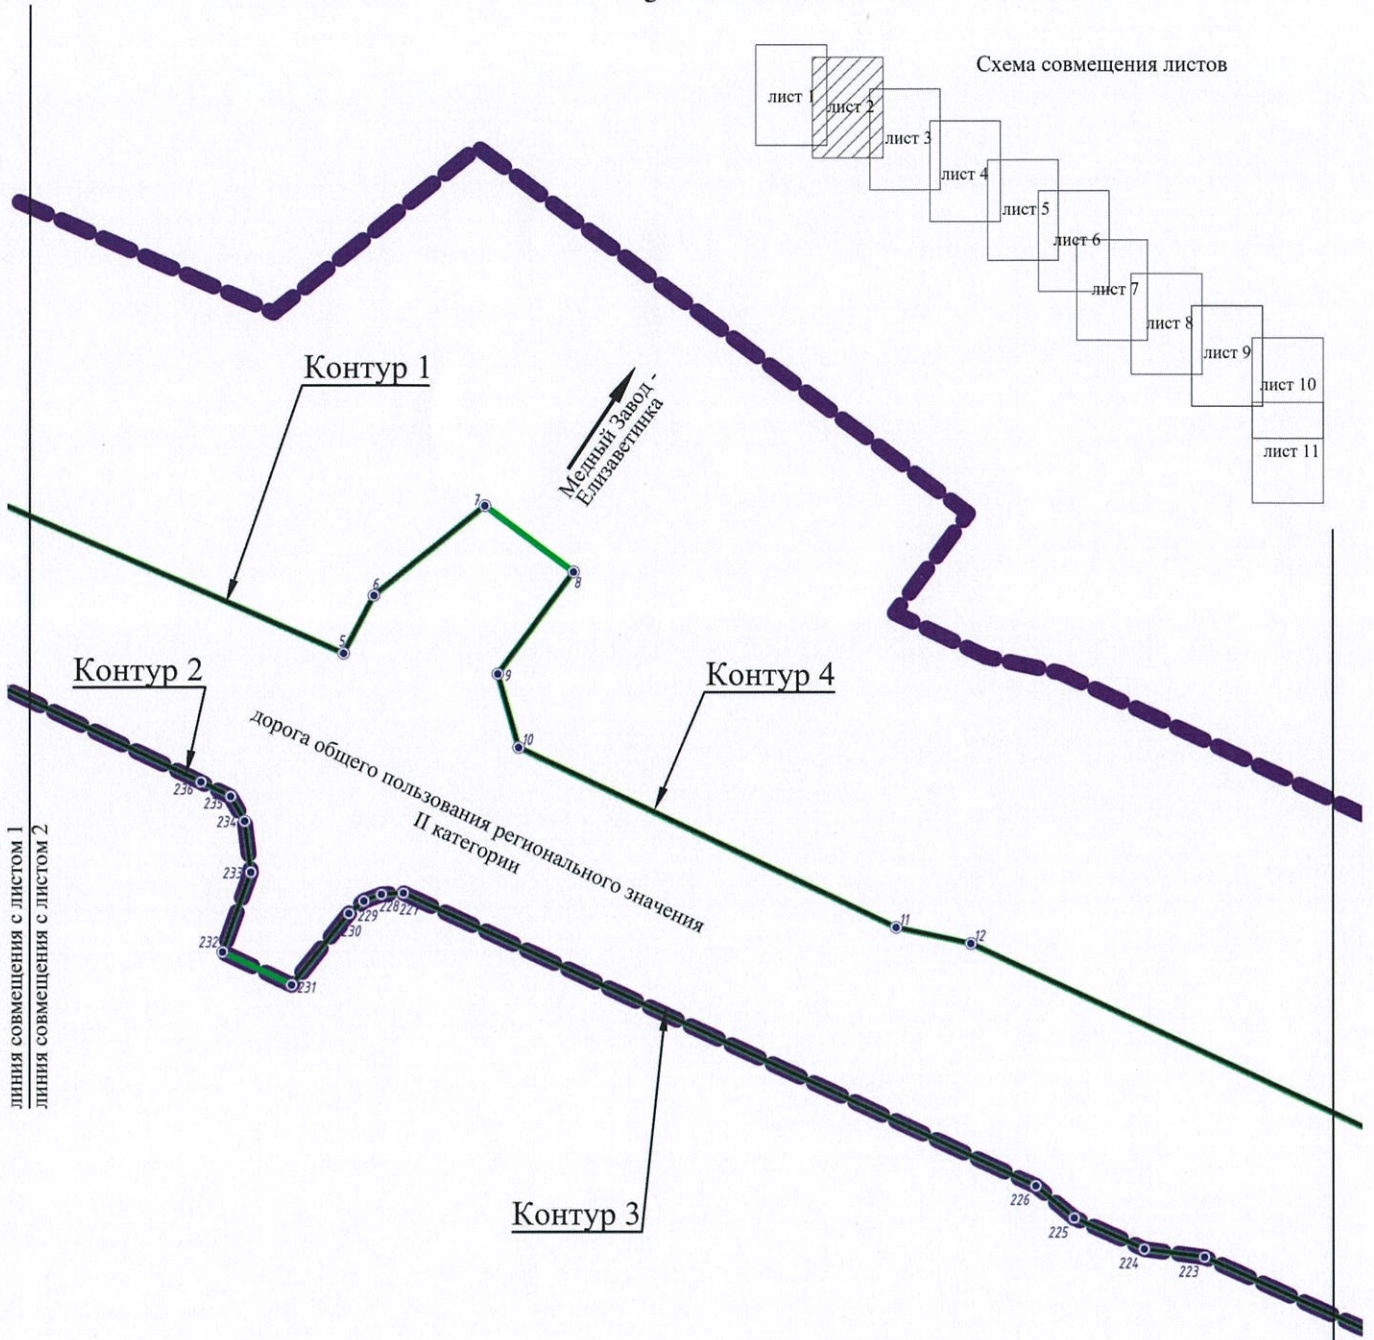 Схема совмещения листов
лист 1
лист 2
лист 3
лист 4
лист 5
лист 6
лист 7
лист 8
лист 9
лист 10
лист 11
Контур 1
Медный Завод -
Елизаветинка
7
8
6
5
9
10
Контур 2
Контур 4
дорога общего пользования регионального значения
II категории
236
235
234
233
232
231
230
229
228
227
11
12
линия совмещения с листом 1
линия совмещения с листом 2
Контур 3
226
225
224
223